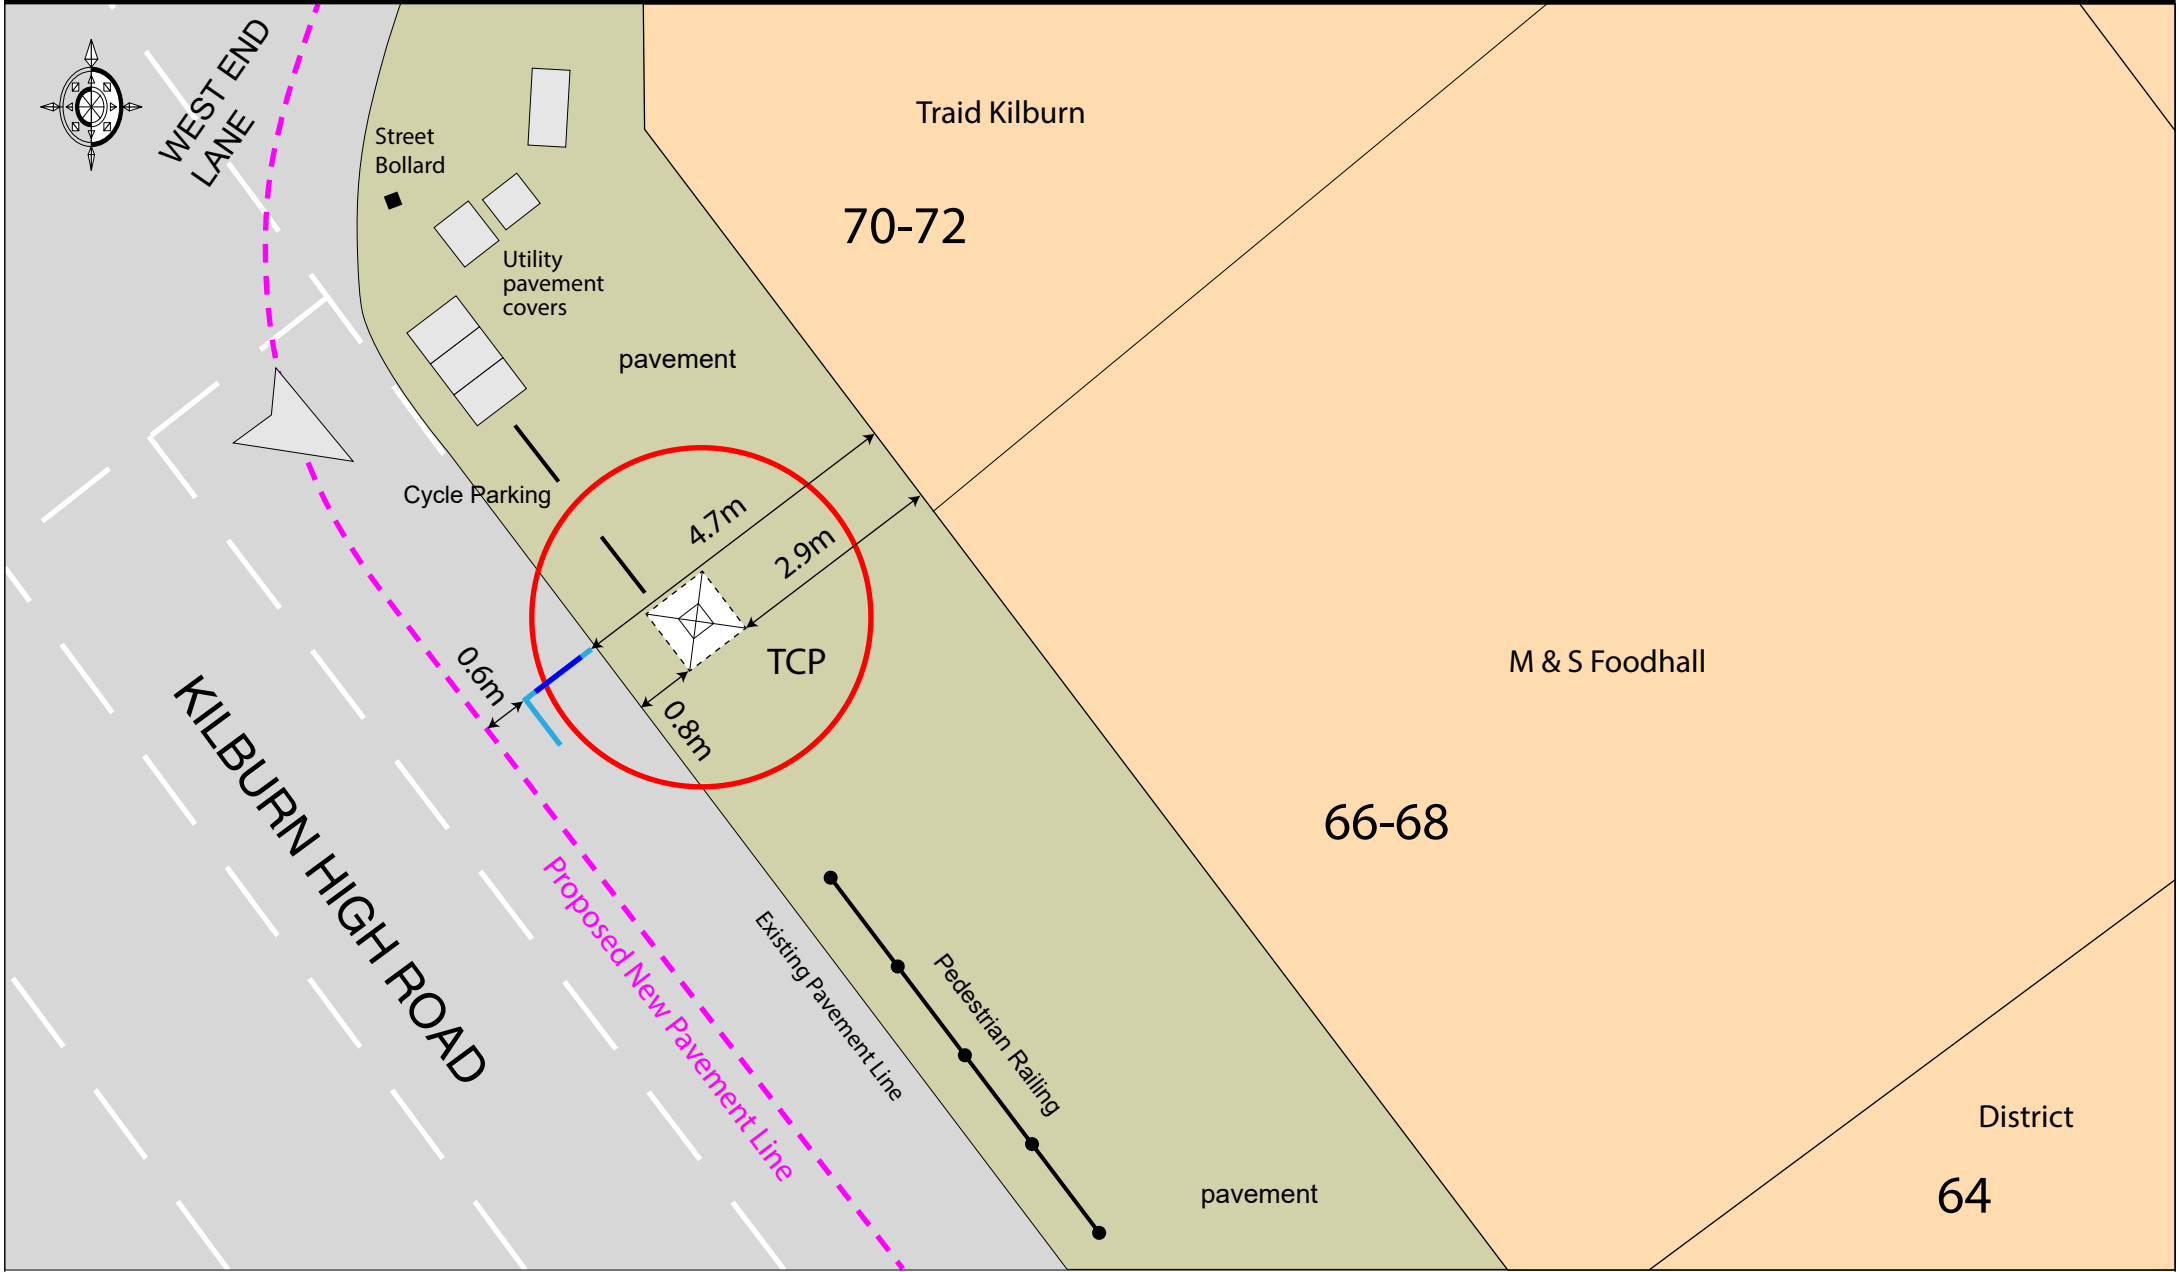 WEST END
LANE
Street
Bollard
Traid Kilburn
70-72
Utility
pavement
covers
pavement
Cycle Parking
4.7m
2.9m
TCP
0.6m
0.8m
M & S Foodhall
66-68
KILBURN HIGH ROAD
Proposed New Pavement Line
Existing Pavement Line
Pedestrian Railing
pavement
District
64